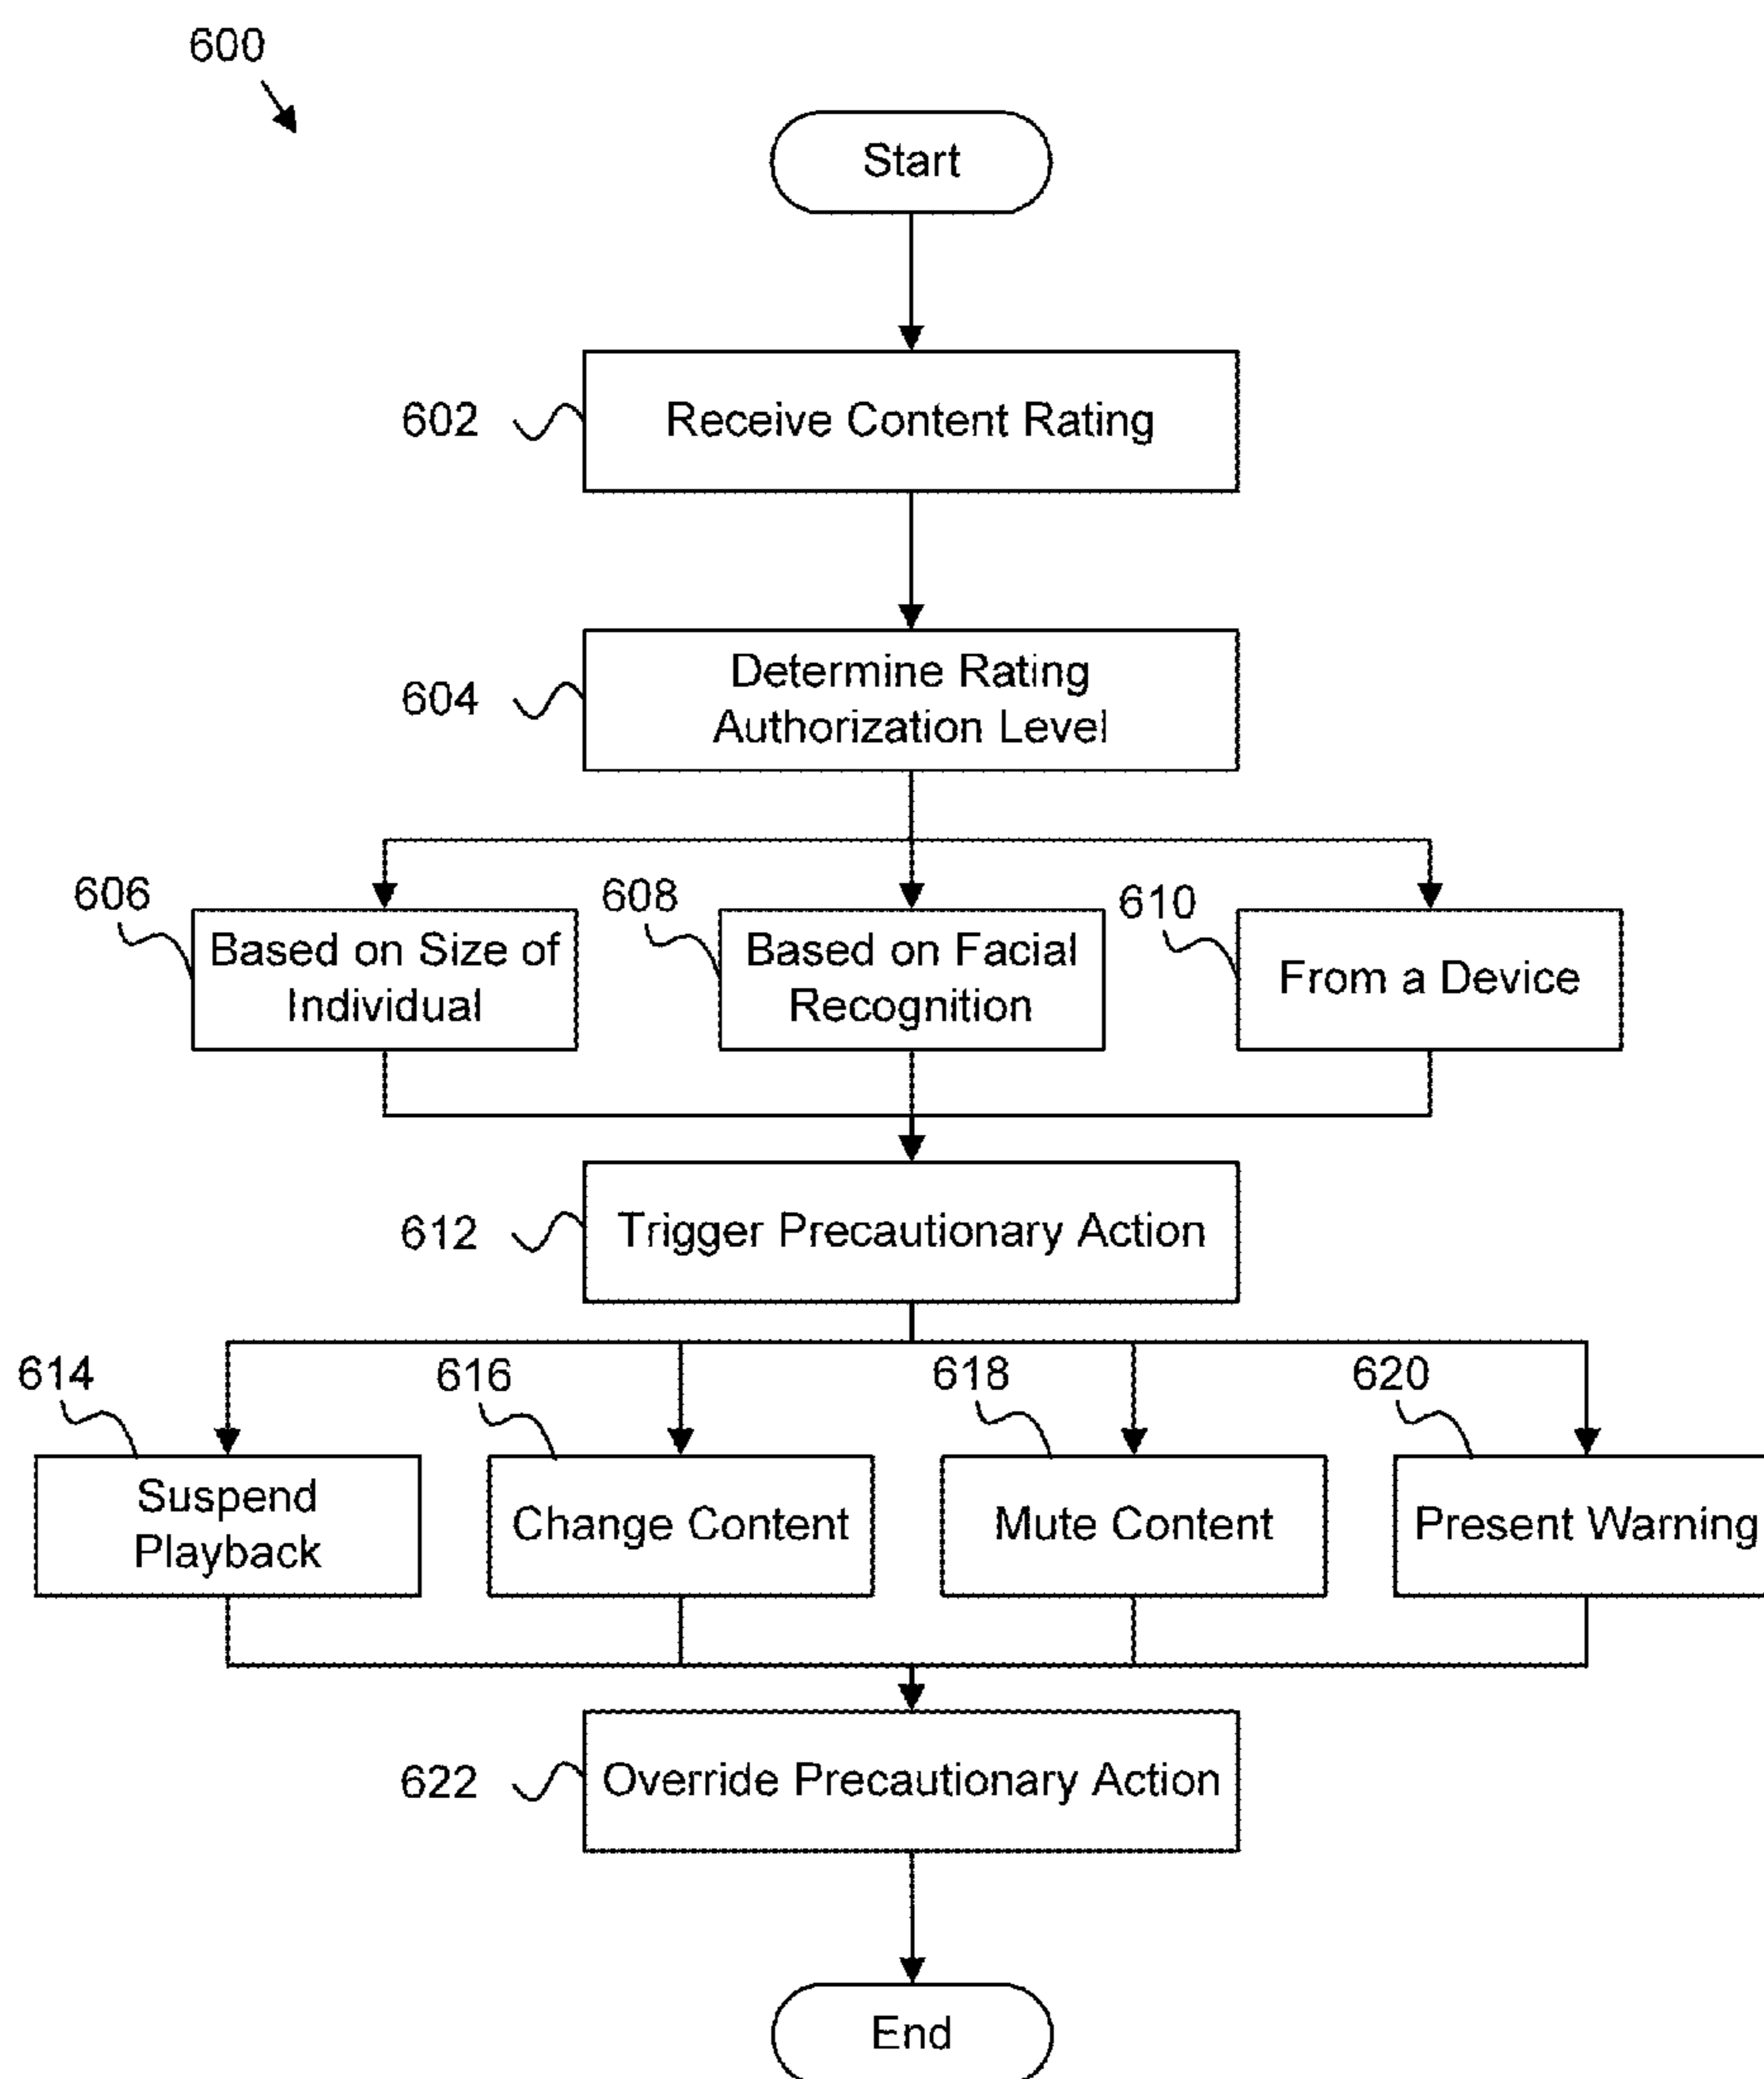 600
Start
602
Receive Content Rating
604
Determine Rating
Authorization Level
606
Based on Size of
Individual
608
Based on Facial
Recognition
610
From a Device
612
Trigger Precautionary Action
614
Suspend
Playback
616
Change Content
618
Mute Content
620
Present Warning
622
Override Precautionary Action
End